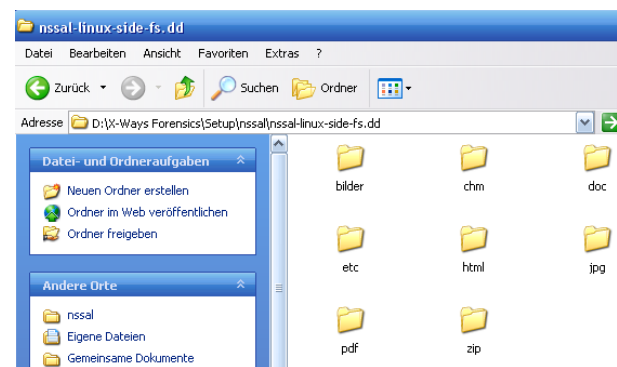 nssal-linux-side-fs.dd
Datei Bearbeiten Ansicht Favoriten Extras ?
Zurück Suchen Ordner
Adresse D:\X-Ways Forensics\Setup\nssal\nssal-linux-side-fs.dd
Datei- und Ordneraufgaben
Neuen Ordner erstellen
Ordner im Web veröffentlichen
Ordner freigeben
Andere Orte
nssal
Eigene Dateien
Gemeinsame Dokumente
bilder chm doc
etc html jpg
pdf zip